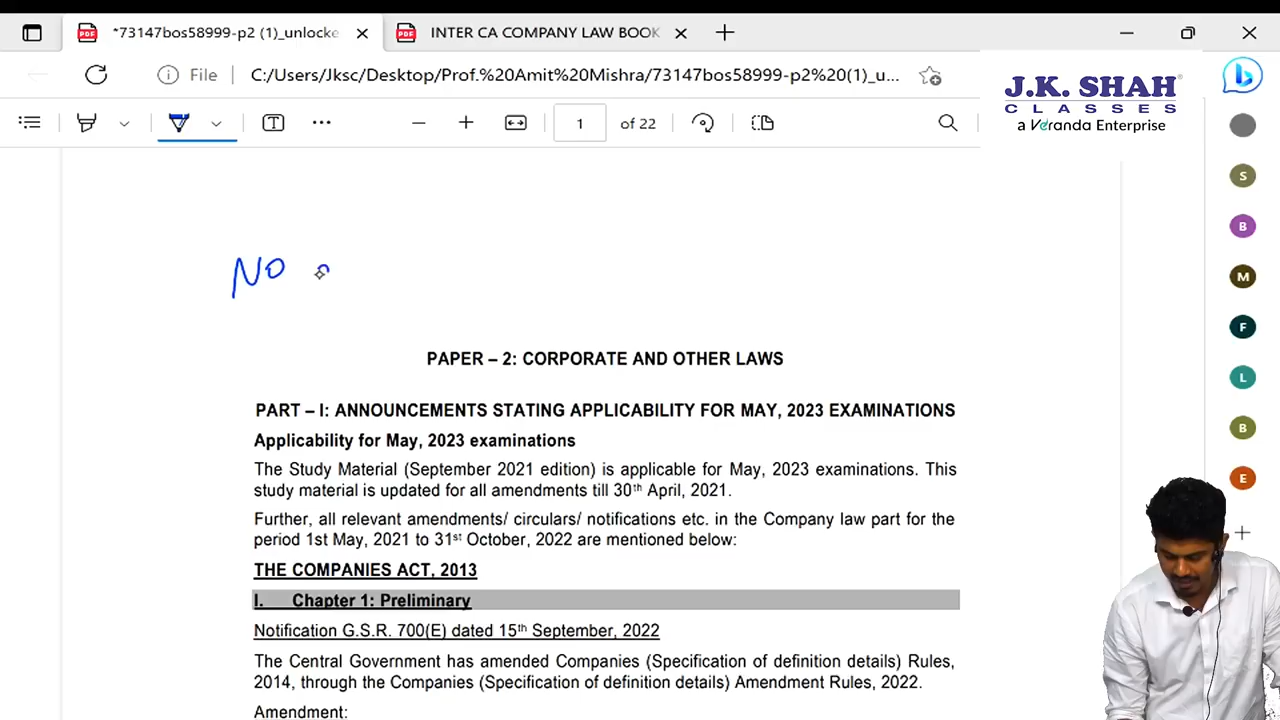 *73147bos58999-p2 (1)_unlocke
INTER CA COMPANY LAW BOOK
File
C:/Users/Jksc/Desktop/Prof.%20Amit%20Mishra/73147bos58999-p2%20(1)_u...
J.K. SHAH
CLASSES
a Veranda Enterprise
1 of 22
NO
PAPER – 2: CORPORATE AND OTHER LAWS
PART – I: ANNOUNCEMENTS STATING APPLICABILITY FOR MAY, 2023 EXAMINATIONS
Applicability for May, 2023 examinations
The Study Material (September 2021 edition) is applicable for May, 2023 examinations. This
study material is updated for all amendments till 30th April, 2021.
Further, all relevant amendments/ circulars/ notifications etc. in the Company law part for the
period 1st May, 2021 to 31st October, 2022 are mentioned below:
THE COMPANIES ACT, 2013
I. Chapter 1: Preliminary
Notification G.S.R. 700(E) dated 15th September, 2022
The Central Government has amended Companies (Specification of definition details) Rules,
2014, through the Companies (Specification of definition details) Amendment Rules, 2022.
Amendment:
S
B
M
F
L
B
E